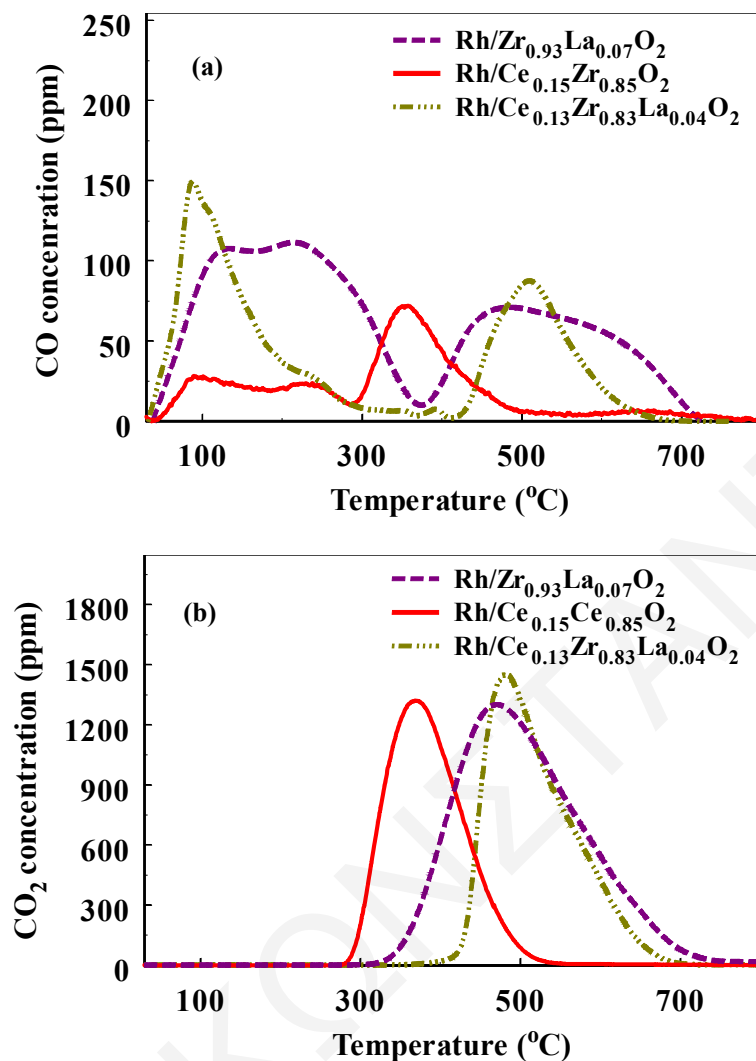 250
200
150
100
50
0
CO concenration (ppm)
(a)
Rh/Zr0.93La0.07O2
Rh/Ce0.15Zr0.85O2
Rh/Ce0.13Zr0.83La0.04O2
100 300 500 700
Temperature (oC)
1800
1500
1200
900
600
300
0
CO2 concentration (ppm)
(b)
Rh/Zr0.93La0.07O2
Rh/Ce0.15Ce0.85O2
Rh/Ce0.13Zr0.83La0.04O2
100 300 500 700
Temperature (oC)
ΚΩΝΣΤΑΝ